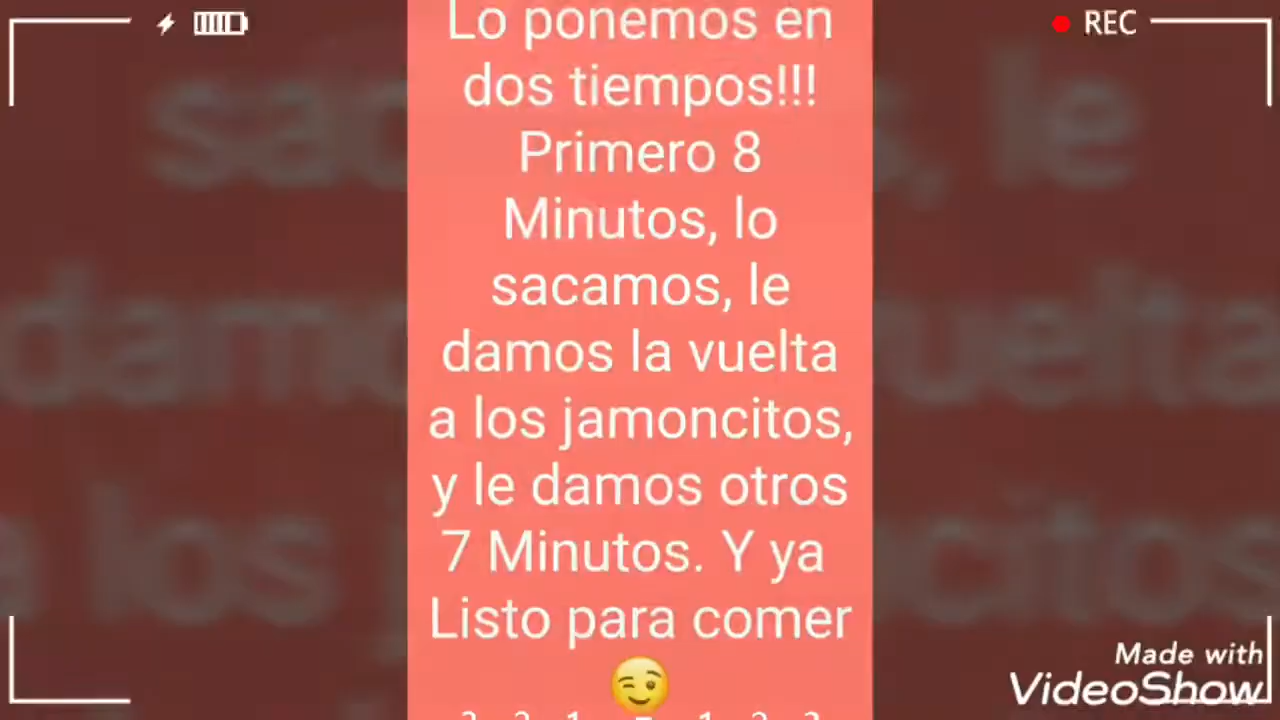 REC
Lo ponemos en
dos tiempos!!!
Primero 8
Minutos, lo
sacamos, le
damos la vuelta
a los jamoncitos,
y le damos otros
7 Minutos. Y ya
Listo para comer
😉
Made with
VideoShow